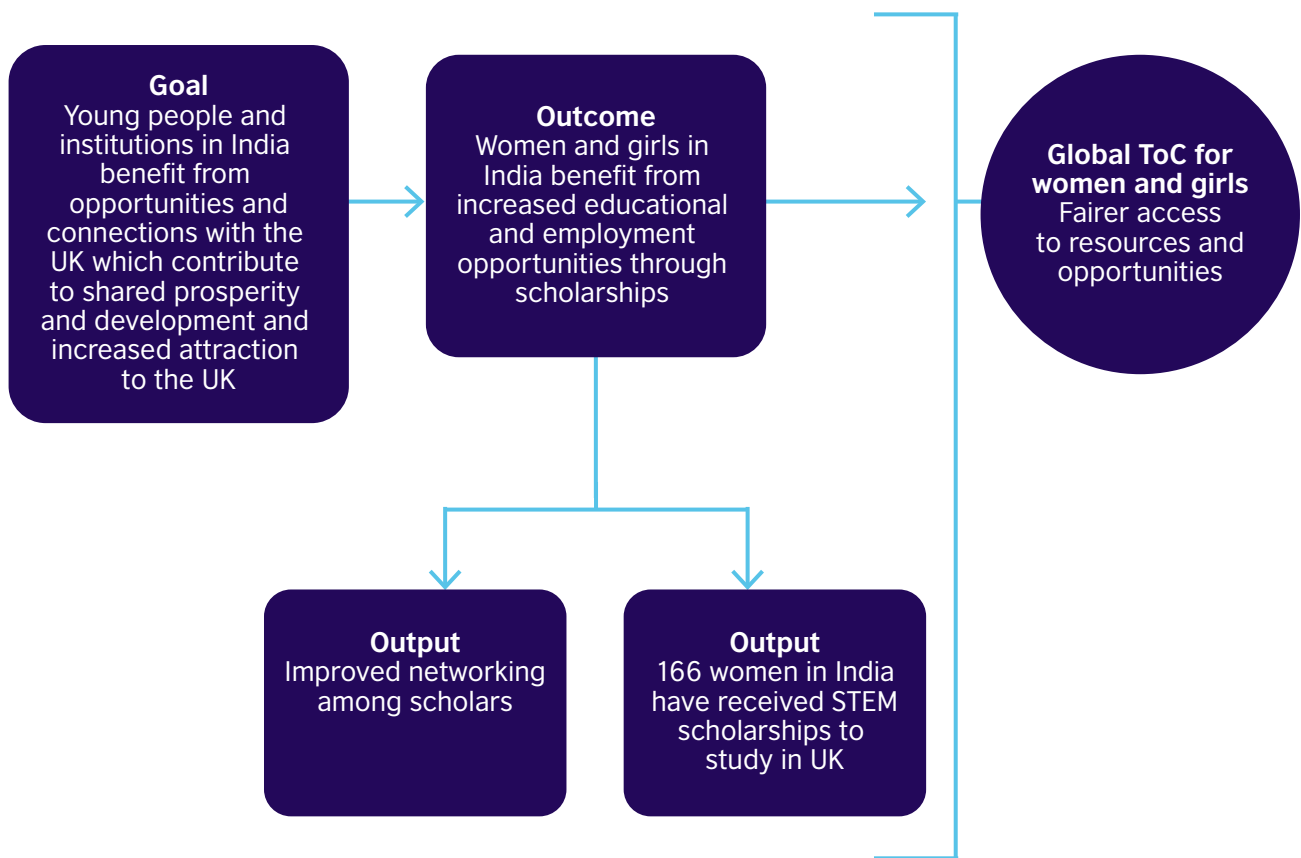 Goal
Young people and
institutions in India
benefit from
opportunities and
connections with the
UK which contribute
to shared prosperity
and development and
increased attraction
to the UK
Outcome
Women and girls in
India benefit from
increased educational
and employment
opportunities through
scholarships
Global ToC for
women and girls
Fairer access
to resources and
opportunities
Output
Improved networking
among scholars
Output
166 women in India
have received STEM
scholarships to
study in UK